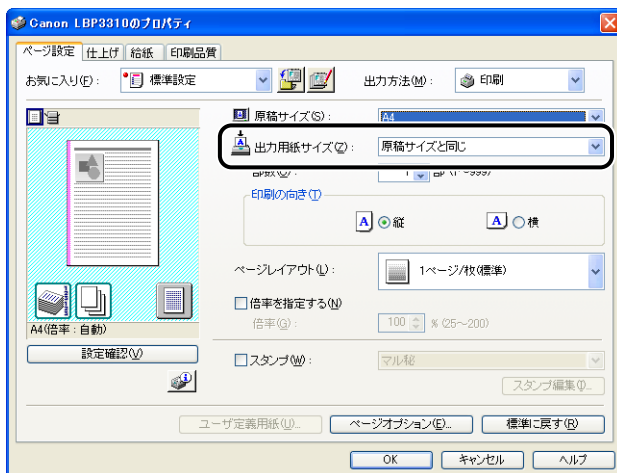 Canon LBP3310のプロパティ
ページ設定 仕上げ 給紙 印刷品質
お気に入り(F): 標準設定 出力方法(M): 印刷
原稿サイズ(S): A4
出力用紙サイズ(Z): 原稿サイズと同じ
部数(C): 1 部 (1~999)
印刷の向き(T)
A 縦 A 横
ページレイアウト(L): 1ページ/枚(標準)
倍率を指定する(N)
倍率(G): 100 % (25~200)
A4(倍率:自動)
設定確認(V)
スタンプ(W): マル秘
スタンプ編集(I)...
ユーザ定義用紙(U)... ページオプション(E)... 標準に戻す(R)
OK キャンセル ヘルプ